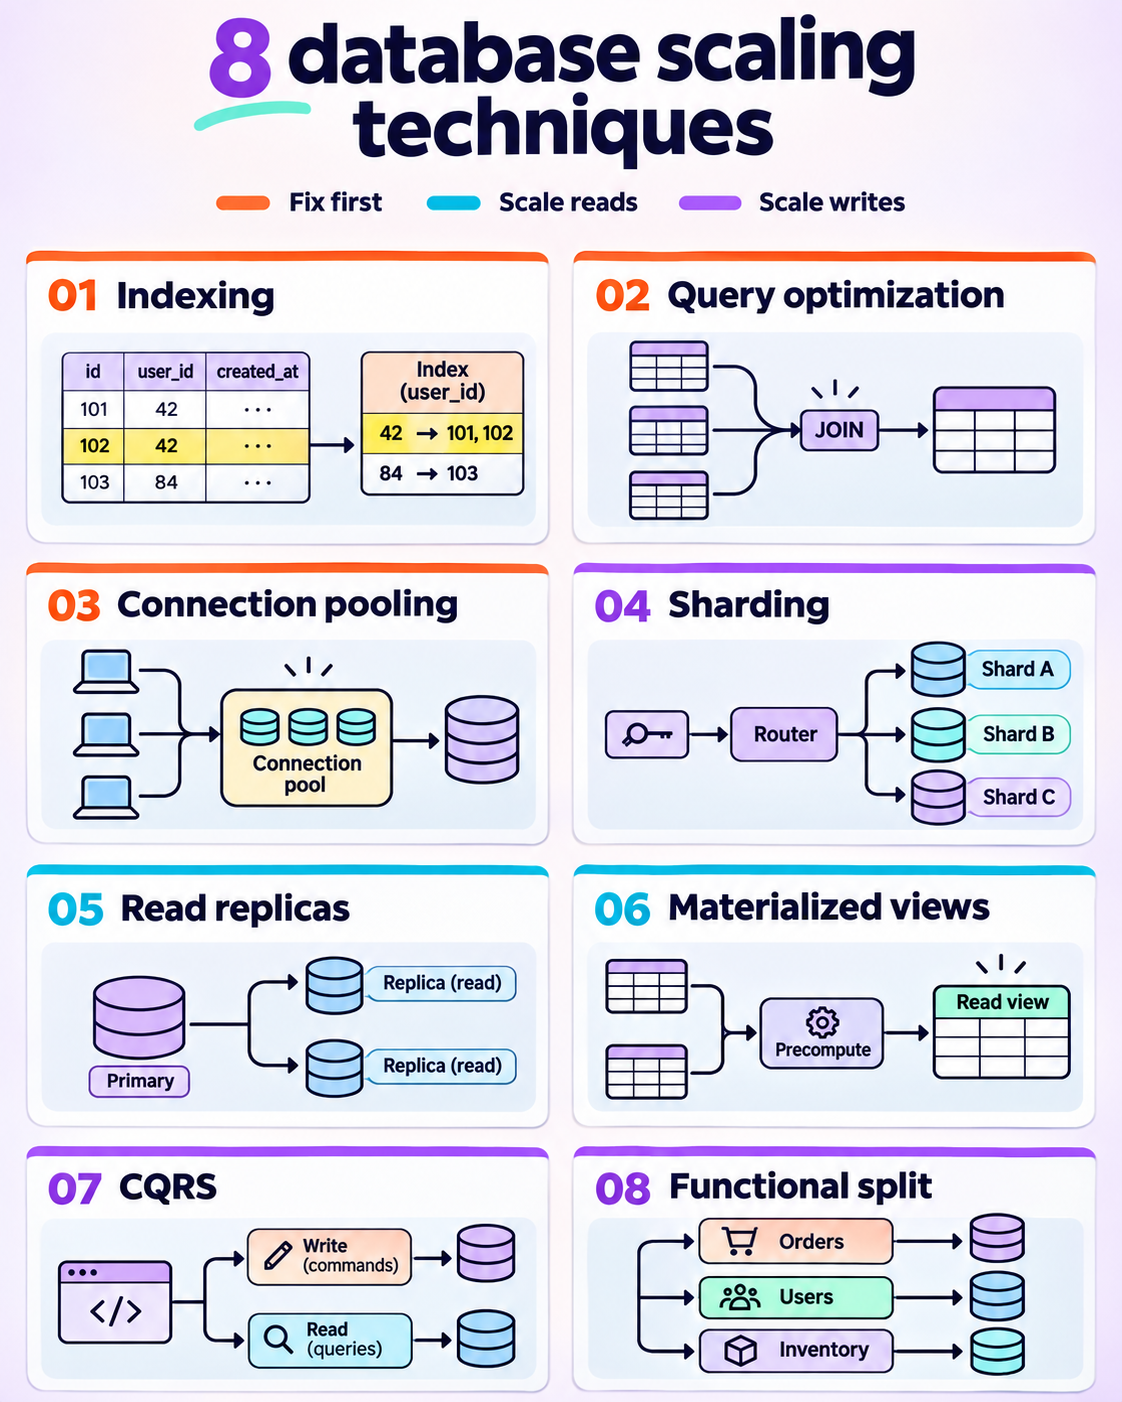 8 database scaling
techniques
Fix first
Scale reads
Scale writes
01 Indexing
id user_id created_at
101 42 ...
102 42 ...
103 84 ...
Index
(user_id)
42 → 101, 102
84 → 103
02 Query optimization
JOIN
03 Connection pooling
Connection
pool
04 Sharding
Router
Shard A
Shard B
Shard C
05 Read replicas
Primary
Replica (read)
Replica (read)
06 Materialized views
Precompute
Read view
07 CQRS
</>
Write
(commands)
Read
(queries)
08 Functional split
Orders
Users
Inventory